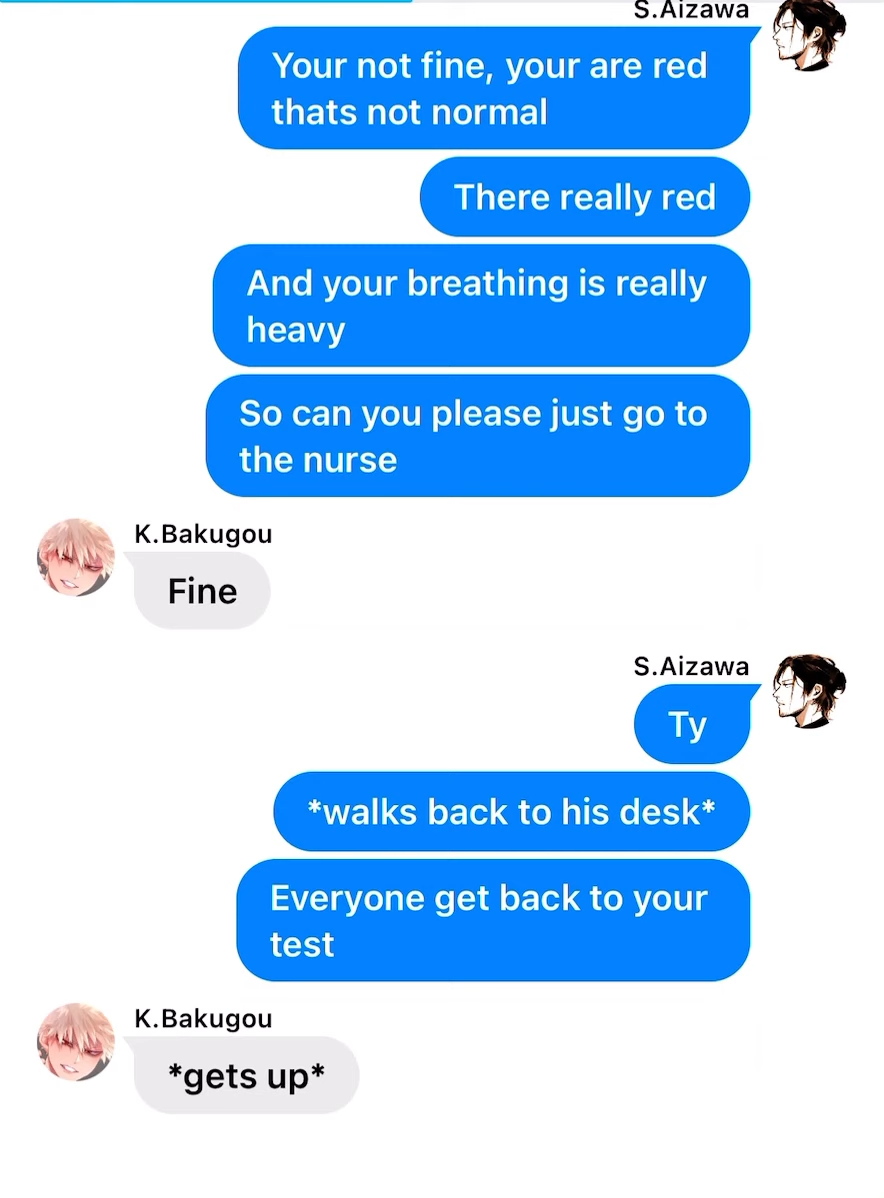 S.Aizawa
Your not fine, your are red
thats not normal
There really red
And your breathing is really
heavy
So can you please just go to
the nurse
K.Bakugou
Fine
S.Aizawa
Ty
*walks back to his desk*
Everyone get back to your
test
K.Bakugou
*gets up*